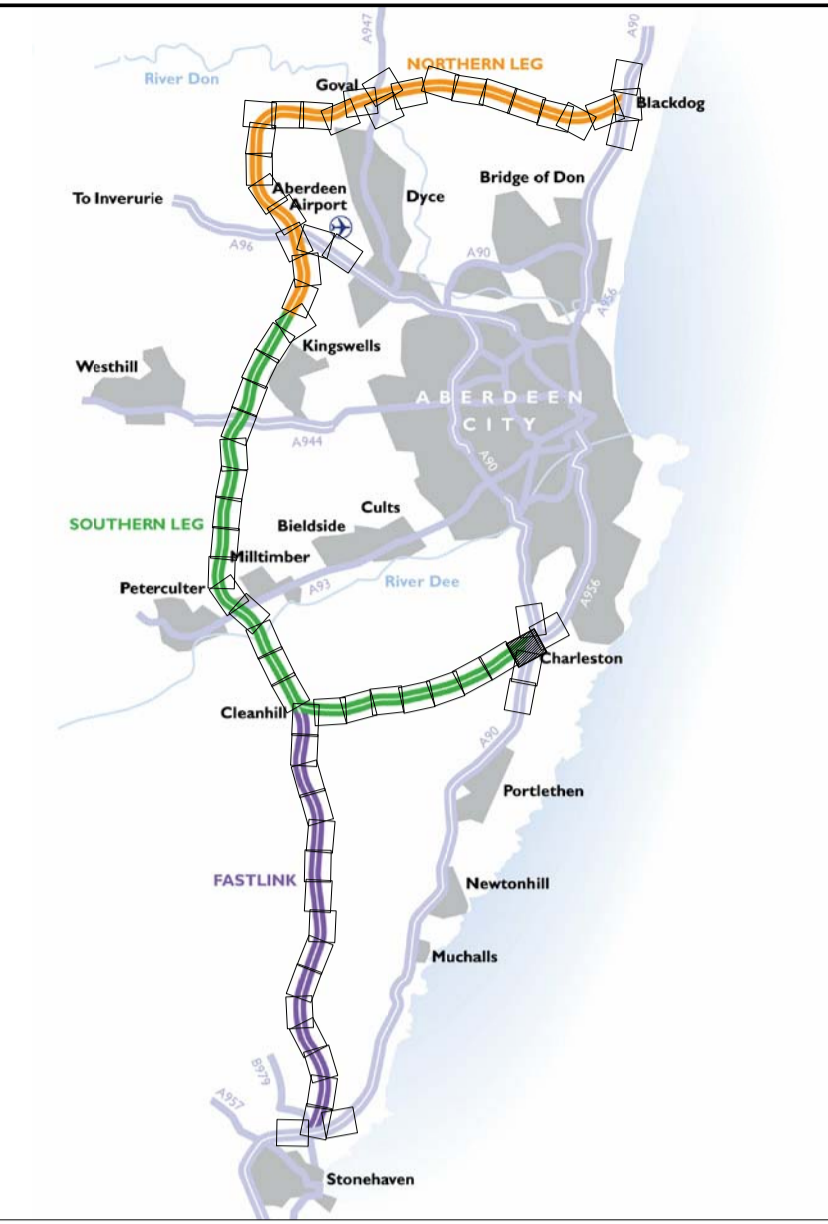 A947
A90
NORTHERN LEG
River Don
Goval
Blackdog
Bridge of Don
Aberdeen
Airport
Dyce
To Inverurie
A96
A90
A956
Kingswells
Westhill
ABERDEEN
CITY
A944
A90
Cults
SOUTHERN LEG
Bieldside
Milltimber
River Dee
Peterculter
A93
A956
Charleston
Cleanhill
A90
Portlethen
FASTLINK
Newtonhill
Muchalls
B979
A957
Stonehaven